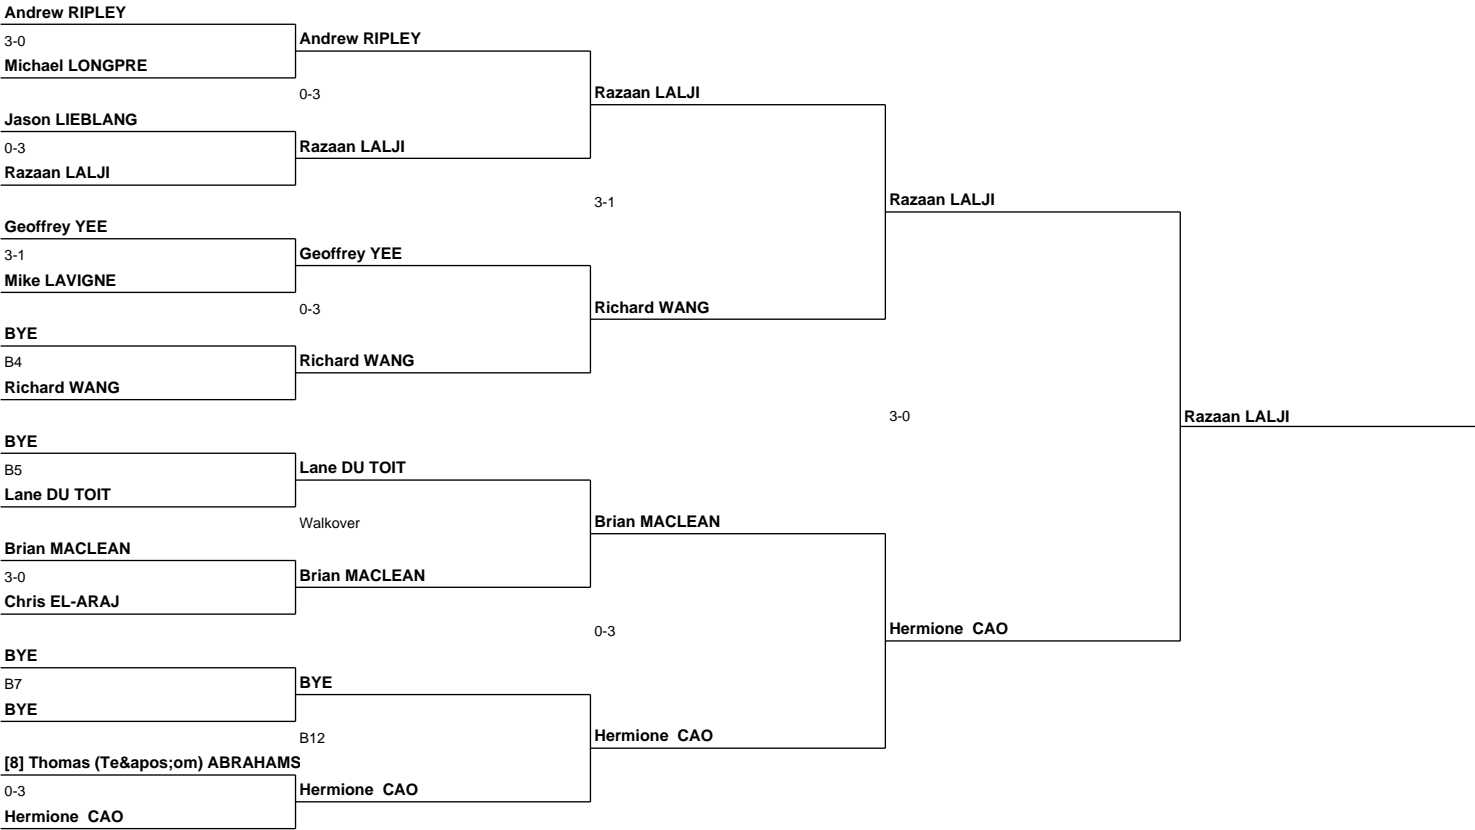 Andrew RIPLEY
3-0
Michael LONGPRE
Jason LIEBLANG
0-3
Razaan LALJI
Geoffrey YEE
3-1
Mike LAVIGNE
BYE
B4
Richard WANG
BYE
B5
Lane DU TOIT
Brian MACLEAN
3-0
Chris EL-ARAJ
BYE
B7
BYE
[8] Thomas (Te&apos;om) ABRAHAMS
0-3
Hermione  CAO
Andrew RIPLEY
0-3
Razaan LALJI
Geoffrey YEE
0-3
Richard WANG
Lane DU TOIT
Walkover
Brian MACLEAN
BYE
B12
Hermione  CAO
Razaan LALJI
3-1
Richard WANG
Brian MACLEAN
0-3
Hermione  CAO
Razaan LALJI
3-0
Hermione  CAO
Razaan LALJI